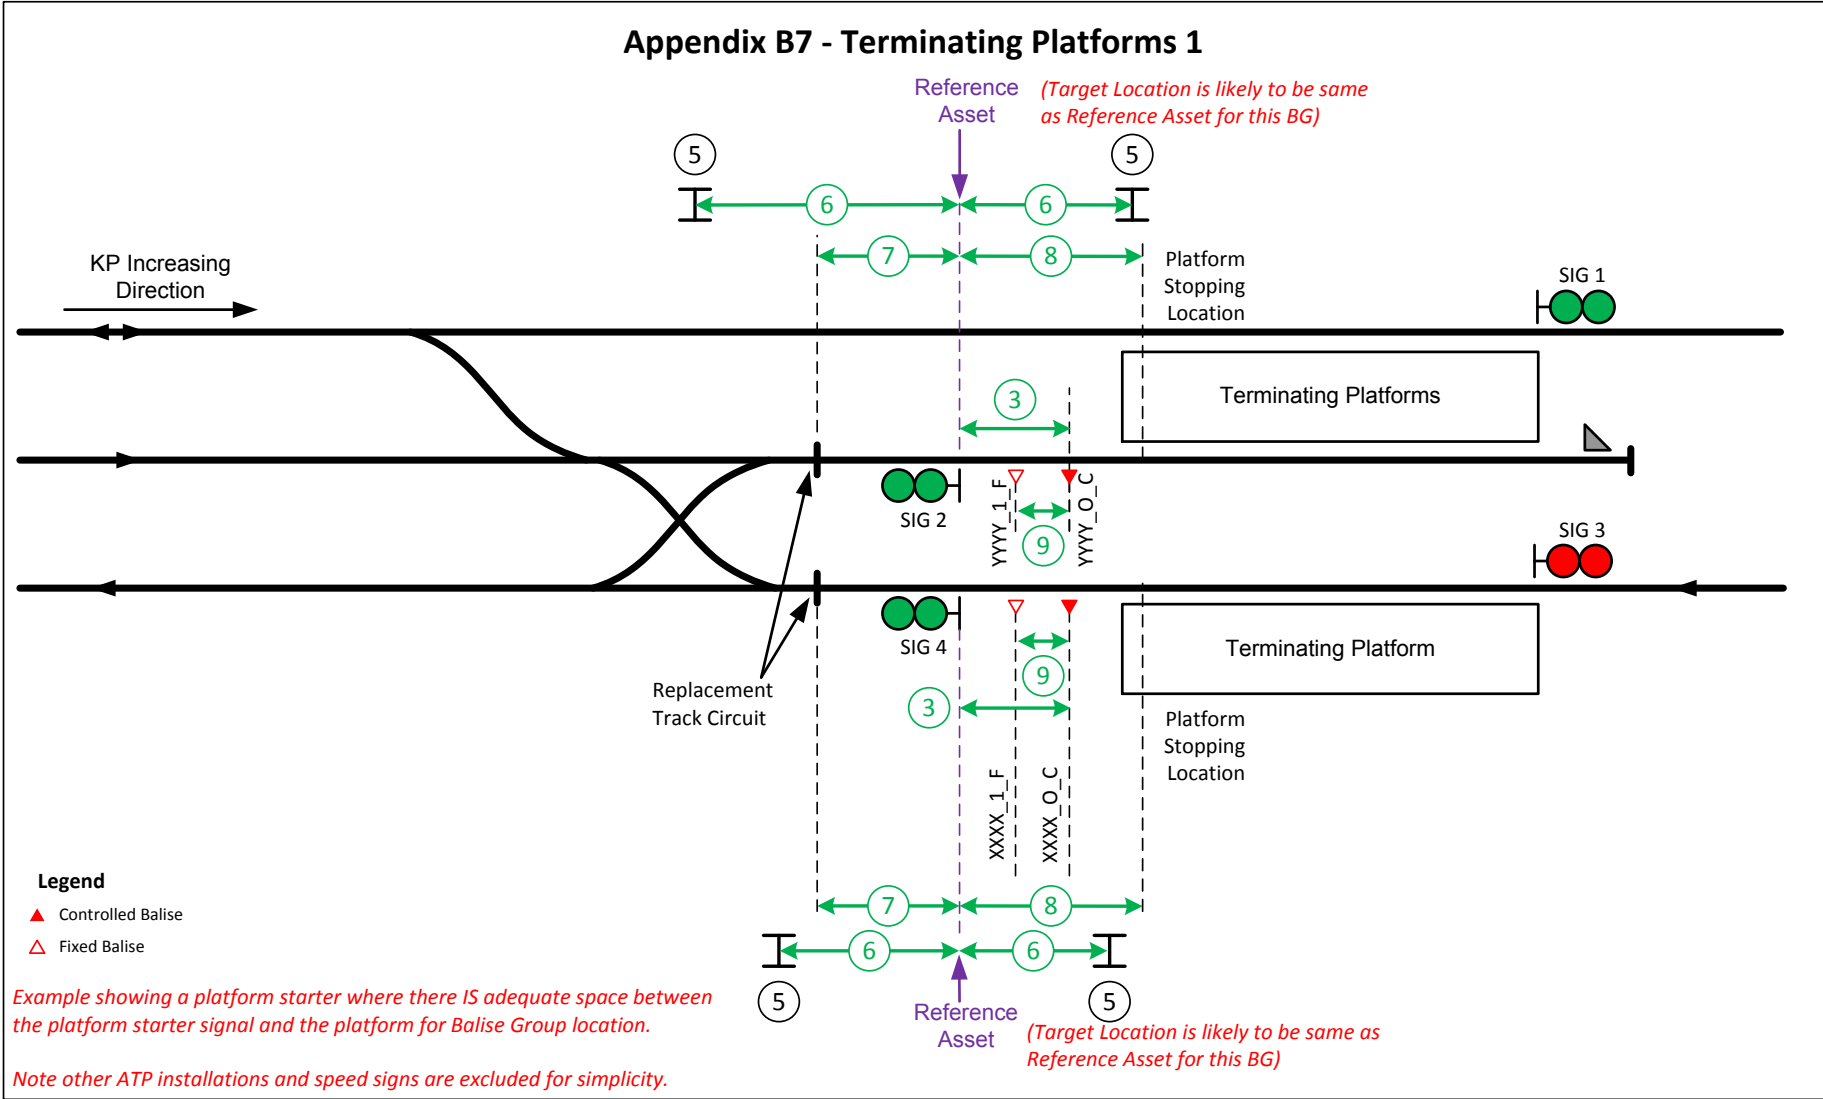 Appendix B7 - Terminating Platforms 1
Reference
Asset
(Target Location is likely to be same
as Reference Asset for this BG)
5
5
6
6
7
8
KP Increasing
Direction
Platform
Stopping
Location
SIG 1
Terminating Platforms
3
SIG 2
YYYY_1_F
YYYY_O_C
9
SIG 3
SIG 4
Terminating Platform
9
3
Replacement
Track Circuit
Platform
Stopping
Location
XXXX_1_F
XXXX_O_C
Legend
Controlled Balise
Fixed Balise
7
8
6
6
5
5
Example showing a platform starter where there IS adequate space between
the platform starter signal and the platform for Balise Group location.
Note other ATP installations and speed signs are excluded for simplicity.
Reference
Asset
(Target Location is likely to be same as
Reference Asset for this BG)